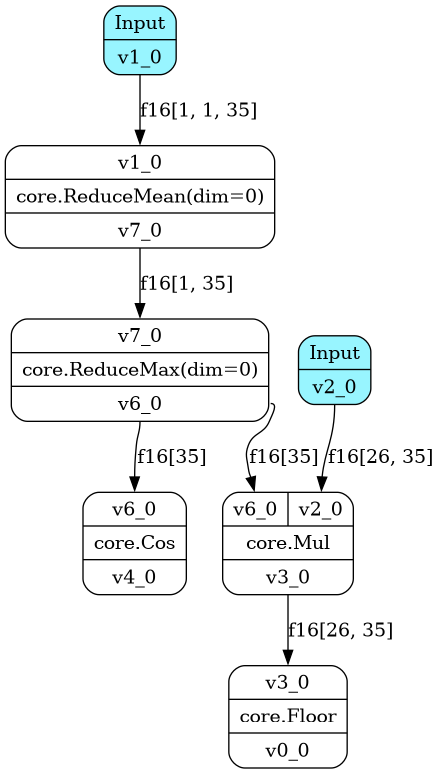 Input
v1_0
f16[1, 1, 35]
v1_0
core.ReduceMean(dim=0)
v7_0
f16[1, 35]
v7_0
core.ReduceMax(dim=0)
v6_0
Input
v2_0
f16[35]
f16[35]
f16[26, 35]
v6_0
core.Cos
v4_0
v6_0
v2_0
core.Mul
v3_0
f16[26, 35]
v3_0
core.Floor
v0_0